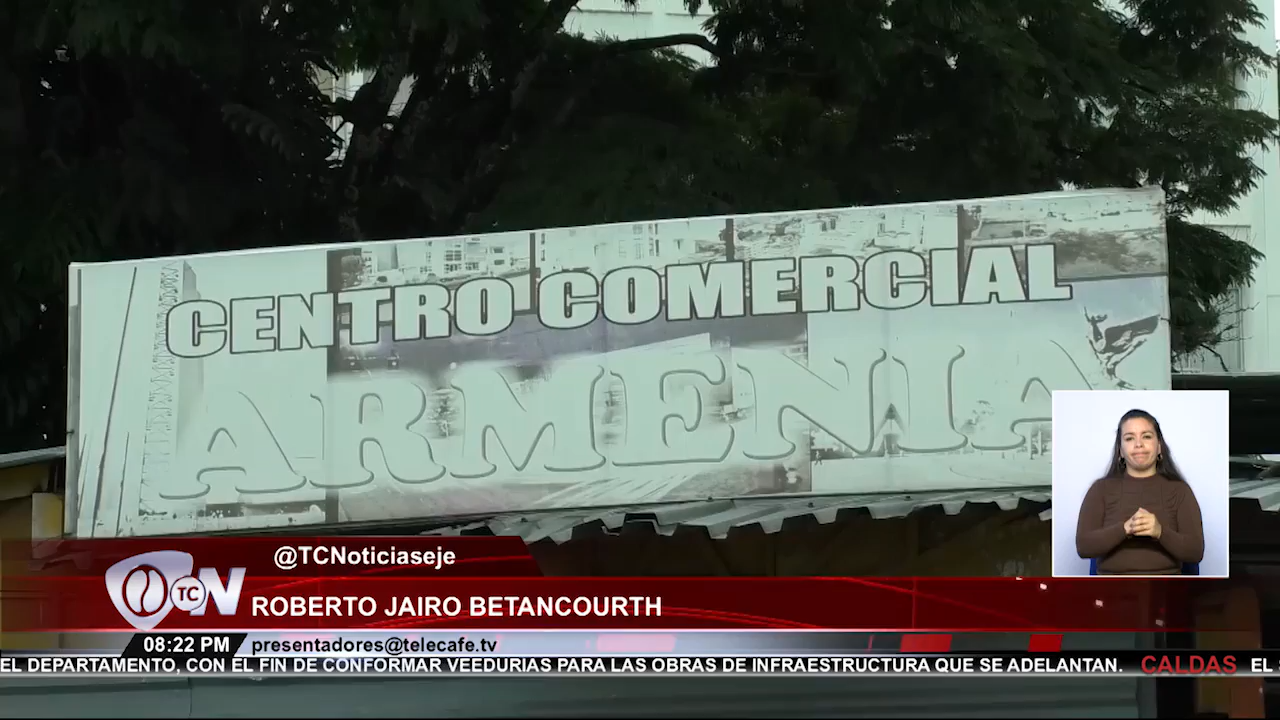 CENTRO COMERCIAL
ARMENIA
@TCNoticiaseje
TC N
ROBERTO JAIRO BETANCOURTH
08:22 PM
presentadores@telecafe.tv
EL DEPARTAMENTO, CON EL FIN DE CONFORMAR VEEDURIAS PARA LAS OBRAS DE INFRAESTRUCTURA QUE SE ADELANTAN. CALDAS EL